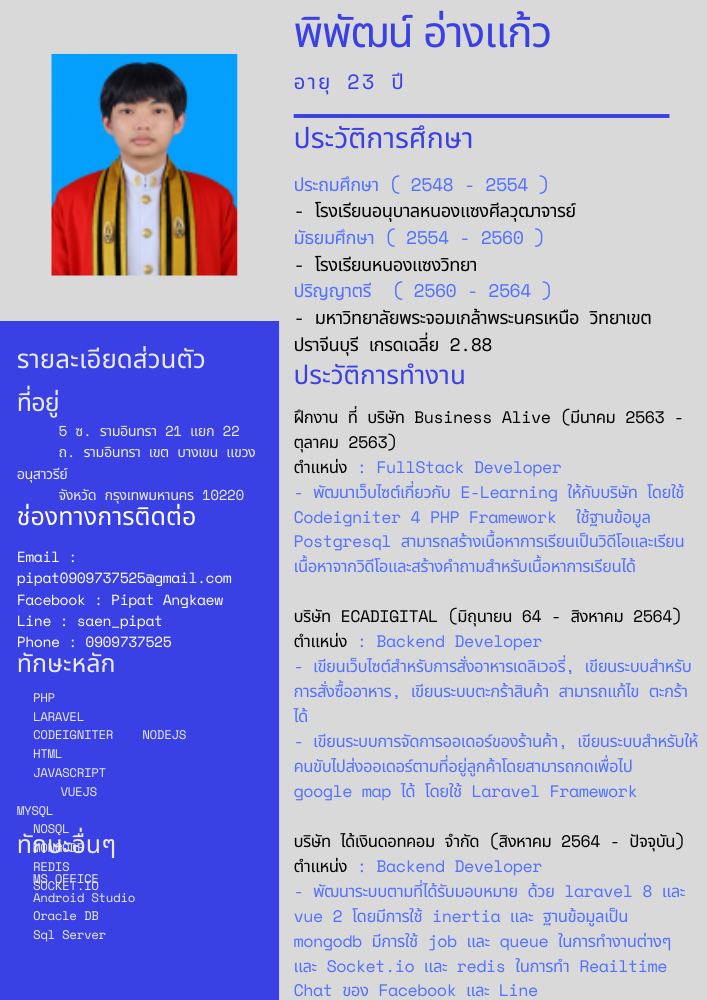 พิพัฒน์ อ่างแก้ว
อายุ 23 ปี
ประวัติการศึกษา
ประถมศึกษา ( 2548 - 2554 )
- โรงเรียนอนุบาลหนองแซงศีลวุฒาจารย์
มัธยมศึกษา ( 2554 - 2560 )
- โรงเรียนหนองแซงวิทยา
ปริญญาตรี ( 2560 - 2564 )
- มหาวิทาลัยพระจอมเกล้าพระนครเหนือ วิทยาเขต
ปราจีนบุรี เกรดเฉลี่ย 2.88
ประวัติการทำงาน
ฝึกงาน ที่ บริษัท Business Alive (มีนาคม 2563 -
ตุลาคม 2563)
ตำแหน่ง : FullStack Developer
- พัฒนาเว็บไซต์เกี่ยวกับ E-Learning ให้กับบริษัท โดยใช้
Codeigniter 4 PHP Framework ใช้ฐานข้อมูล
Postgresql สามารถสร้างเนื้อหาการเรียนเป็นวิดีโอและเรียน
เนื้อหาจากวิดีโอและสร้างคำถามสำหรับเนื้อหาการเรียนได้
บริษัท ECADIGITAL (มิถุนายน 64 - สิงหาคม 2564)
ตำแหน่ง : Backend Developer
- เขียนเว็บไซต์สำหรับการสั่งอาหารเดลิเวอรี่, เขียนระบบสำหรับ
การสั่งซื้ออาหาร, เขียนระบบตะกร้าสินค้า สามารถแก้ไข ตะกร้า
ได้
- เขียนระบบการจัดการออเดอร์ของร้านค้า, เขียนระบบสำหรับให้
คนขับไปส่งออเดอร์ตามที่อยู่ลูกค้าโดยสามารถกดเพื่อไป
google map ได้ โดยใช้ Laravel Framework
บริษัท ได้เงินดอทคอม จำกัด (สิงหาคม 2564 - ปัจจุบัน)
ตำแหน่ง : Backend Developer
- พัฒนาระบบตามที่ได้รับมอบหมาย ด้วย laravel 8 และ
vue 2 โดยมีการใช้ inertia และ ฐานข้อมูลเป็น
mongodb มีการใช้ job และ queue ในการทำงานต่างๆ
และ Socket.io และ redis ในการทำ Reailtime
Chat ของ Facebook และ Line
รายละเอียดส่วนตัว
ที่อยู่
5 ซ. รามอินทรา 21 แยก 22
ถ. รามอินทรา เขต บางเขน แขวง
อนุสาวรีย์
จังหวัด กรุงเทพมหานคร 10220
ช่องทางการติดต่อ
Email :
pipat0909737525@gmail.com
Facebook : Pipat Angkaew
Line : saen_pipat
Phone : 0909737525
ทักษะหลัก
PHP
LARAVEL
CODEIGNITER NODEJS
HTML
JAVASCRIPT
VUEJS
MYSQL
NOSQL
ทักษะอื่นๆ
REDIS
MS OFFICE
SOCKET.IO
Android Studio
Oracle DB
Sql Server